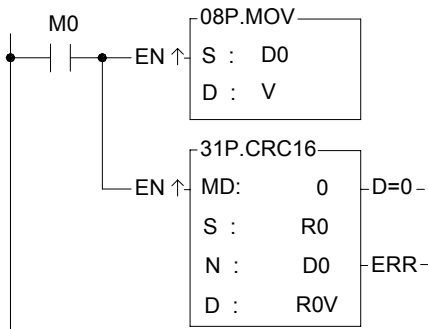 M0
08P.MOV
EN ↑ S : D0
D : V
31P.CRC16
EN ↑ MD: 0 D=0
S : R0
N : D0 ERR
D : R0V